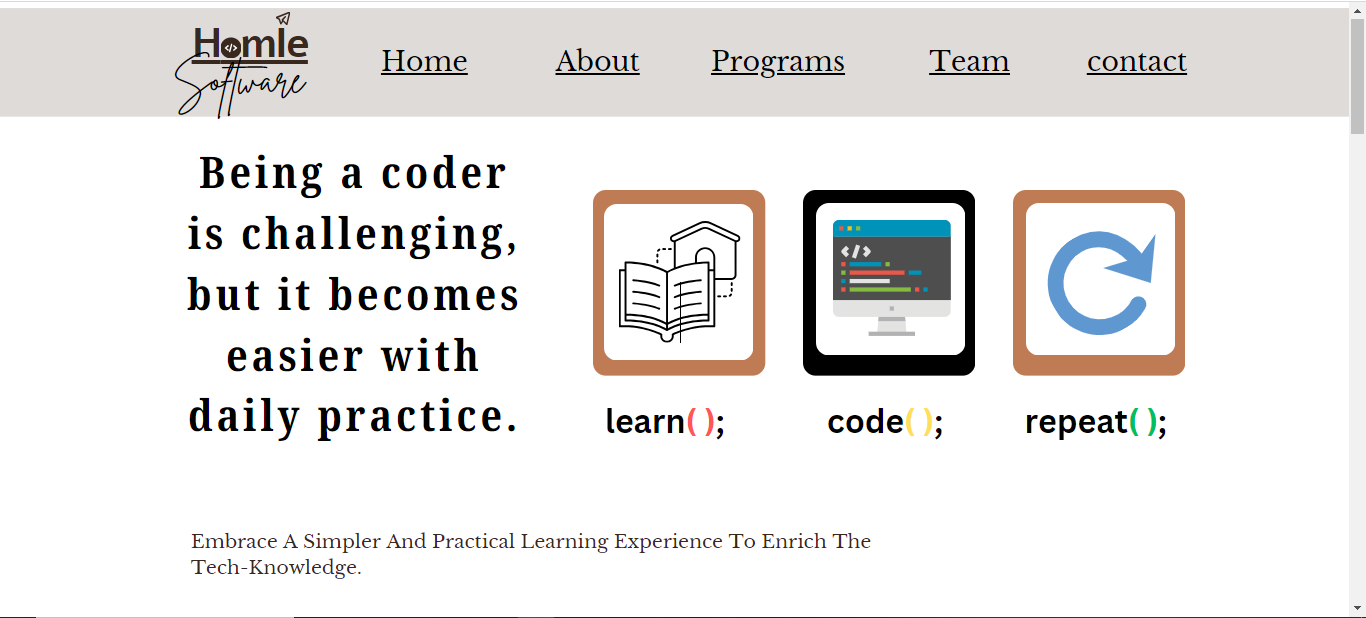 Homle
Software
Home About Programs Team contact
Being a coder
is challenging,
but it becomes
easier with
daily practice.
</>
learn( );
code( );
repeat( );
Embrace A Simpler And Practical Learning Experience To Enrich The
Tech-Knowledge.